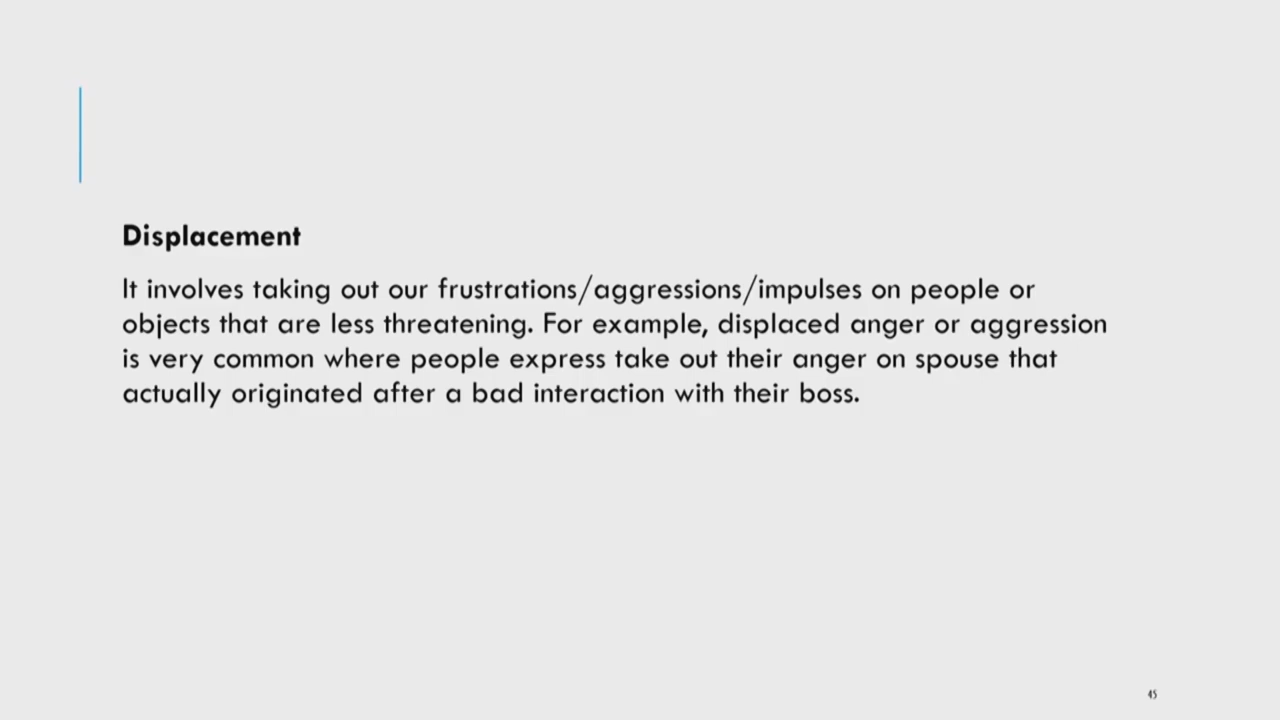 Displacement
It involves taking out our frustrations/aggressions/impulses on people or
objects that are less threatening. For example, displaced anger or aggression
is very common where people express take out their anger on spouse that
actually originated after a bad interaction with their boss.
45